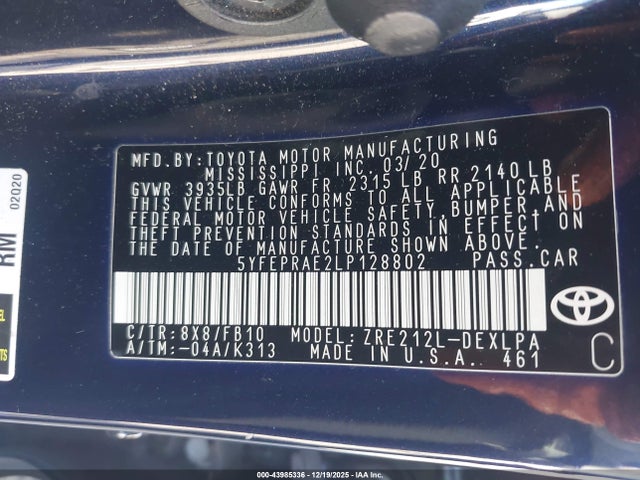 MFD.BY:TOYOTA MOTOR MANUFACTURING
MISSISSIPPI INC. 03/20
GVWR 3935LB GAWR FR 2315 LB RR 2140 LB
THIS VEHICLE CONFORMS TO ALL APPLICABLE
FEDERAL MOTOR VEHICLE SAFETY, BUMPER, AND
THEFT PREVENTION STANDARDS IN EFFECT ON
THE DATE OF MANUFACTURE SHOWN ABOVE.
5YFEPRAE2LP128802 PASS.CAR
C/TR: 8X8/FB10 MODEL: ZRE212L-DEXLPA
A/TM:-04A/K313 MADE IN U.S.A. 461
C
02020
RM
000-43985336 - 12/19/2025 - IAA Inc.